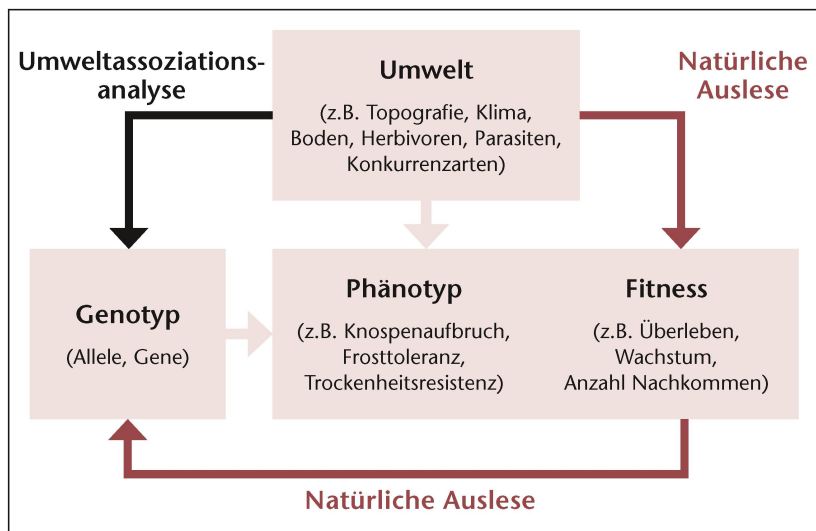 Umweltassoziations-
analyse
Umwelt
(z.B. Topografie, Klima,
Boden, Herbivoren, Parasiten,
Konkurrenzarten)
Natürliche
Auslese
Genotyp
(Allele, Gene)
Phänotyp
(z.B. Knospenaufbruch,
Frosttoleranz,
Trockenheitsresistenz)
Fitness
(z.B. Überleben,
Wachstum,
Anzahl Nachkommen)
Natürliche Auslese